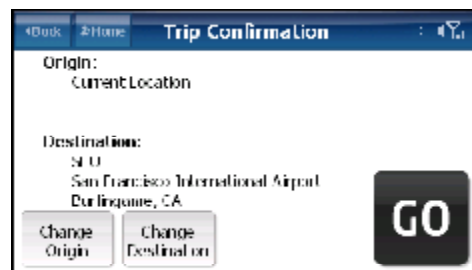 Back Home Trip Confirmation
Origin:
Current Location
Destination:
SFO
San Francisco International Airport
Burlingame, CA
Change Origin
Change Destination
GO